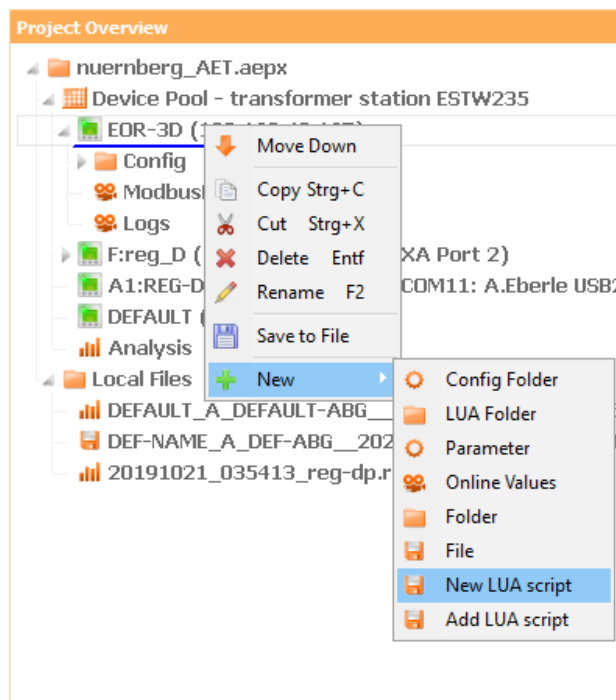 Project Overview
nuernberg_AET.aepx
Device Pool - transformer station ESTW235
EOR-3D (
Move Down
Config
Copy Strg+C
Cut Strg+X
Logs
Delete Entf
F:reg_D ( XA Port 2)
Rename F2
A1:REG-D COM11: A.Eberle USB2
DEFAULT (
Save to File
Analysis
New
Local Files
Config Folder
DEFAULT_A_DEFAULT-ABG__
LUA Folder
DEF-NAME_A_DEF-ABG__202
Parameter
20191021_035413_reg-dp.r
Online Values
Folder
File
New LUA script
Add LUA script